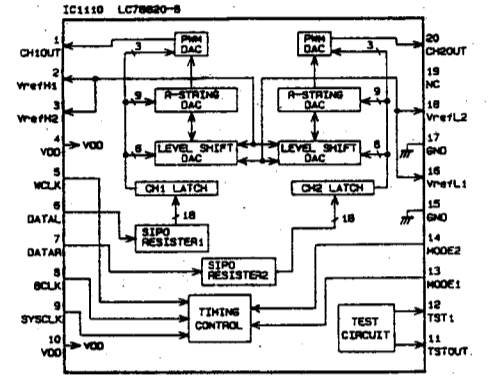 IC1110 LC78820-S
1
CH1OUT
2
VrefH1
3
VrefH2
4
VDD
VDD
5
WCLK
6
DATAL
7
DATAR
8
BCLK
9
SYSCLK
10
VDD
VDD
3
PWM
DAC
9
R-STRING
DAC
6
LEVEL SHIFT
DAC
CH1 LATCH
18
SIPO
RESISTER1
PWM
DAC
3
R-STRING
DAC
9
LEVEL SHIFT
DAC
6
CH2 LATCH
18
SIPO
RESISTER2
TIMING
CONTROL
TEST
CIRCUIT
20
CH2OUT
19
NC
18
VrefL2
17
GND
16
VrefL1
15
GND
14
MODE2
13
MODE1
12
TST1
11
TSTOUT